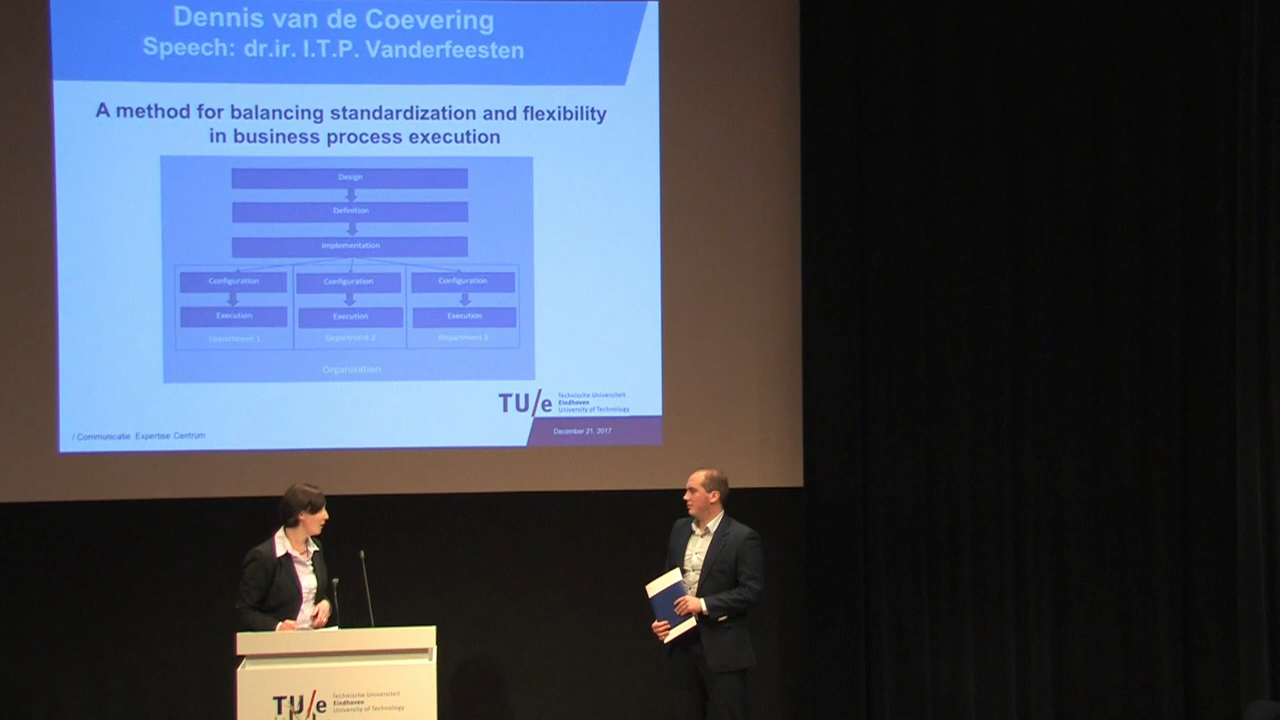 Dennis van de Coevering
Speech: dr.ir. I.T.P. Vanderfeesten
A method for balancing standardization and flexibility
in business process execution
Design
Definition
Implementation
Configuration Configuration Configuration
Execution Execution Execution
Department 1 Department 2 Department 3
Organization
TU/e Technische Universiteit
Eindhoven
University of Technology
/ Communicatie Expertise Centrum
December 21, 2017
TU/e Technische Universiteit
Eindhoven
University of Technology